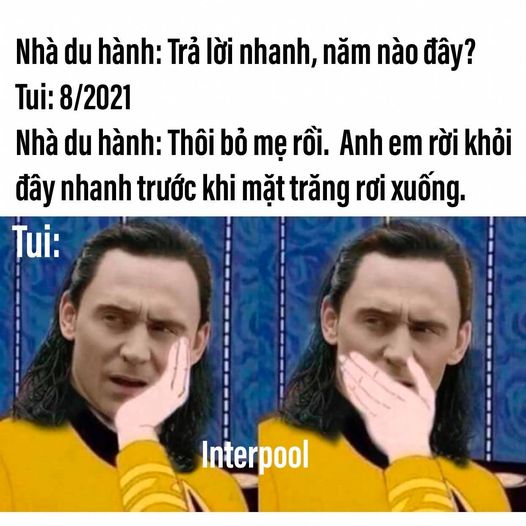 Nhà du hành: Trả lời nhanh, năm nào đây?
Tui: 8/2021
Nhà du hành: Thôi bỏ mẹ rồi. Anh em rời khỏi
đây nhanh trước khi mặt trăng rơi xuống.
Tui:
Interpool